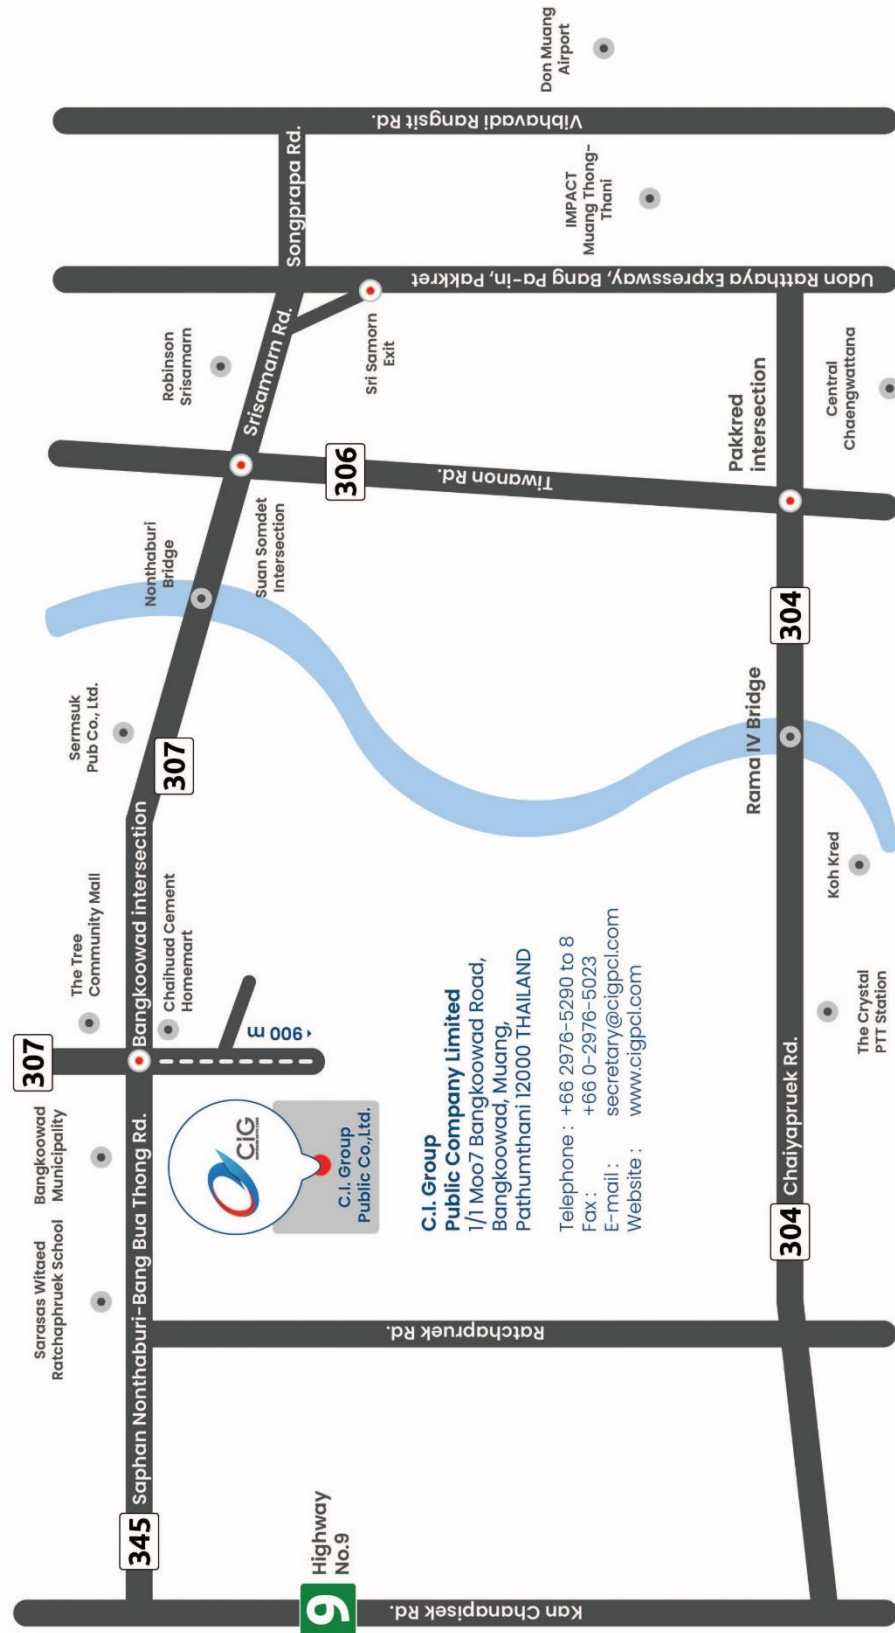 Sarasas Witaed
Ratchaphruek School
Bangkoowad
Municipality
307
The Tree
Community Mall
Sermsuk
Pub Co., Ltd.
Nonthaburi
Bridge
Robinson
Srisamarn
345
Saphan Nonthaburi-Bang Bua Thong Rd.
Bangkoowad intersection
307
Srisamarn Rd.
Songprapa Rd.
Chaihuad Cement
Homemart
900 m
Suan Somdet
Intersection
306
Sri Samorn
Exit
9
Highway
No.9
CiG
C.I. Group
Public Co.,Ltd.
Kan Chanapisek Rd.
Ratchapruek Rd.
Tiwanon Rd.
Udon Ratthaya Expressway, Bang Pa-in, Pakkret
Vibhavadi Rangsit Rd.
C.I. Group
Public Company Limited
1/1 Moo7 Bangkoowad Road,
Bangkoowad, Muang,
Pathumthani 12000 THAILAND
Telephone : +66 2976-5290 to 8
Fax : +66 0-2976-5023
E-mail : secretary@cigpcl.com
Website : www.cigpcl.com
IMPACT
Muang Thong-
Thani
Don Muang
Airport
304
Chaiyapruek Rd.
Rama IV Bridge
304
Pakkred
intersection
The Crystal
PTT Station
Koh Kred
Central
Chaengwattana